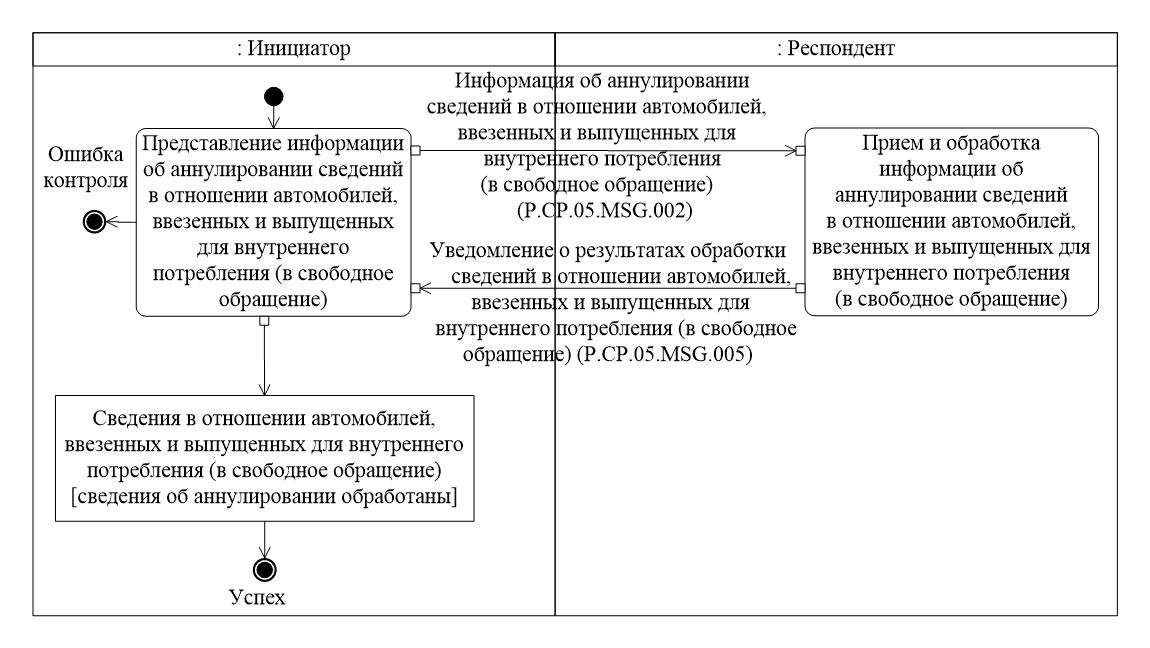 : Инициатор
: Респондент
Информация об аннулировании
сведений в отношении автомобилей,
ввезенных и выпущенных для
внутреннего потребления
(в свободное обращение)
(P.CP.05.MSG.002)
Ошибка
контроля
Представление информации
об аннулировании сведений
в отношении автомобилей,
ввезенных и выпущенных
для внутреннего
потребления (в свободное
обращение)
Прием и обработка
информации об
аннулировании сведений
в отношении автомобилей,
ввезенных и выпущенных для
внутреннего потребления
(в свободное обращение)
Уведомление о результатах обработки
сведений в отношении автомобилей,
ввезенных и выпущенных для
внутреннего потребления (в свободное
обращение) (P.CP.05.MSG.005)
Сведения в отношении автомобилей,
ввезенных и выпущенных для внутреннего
потребления (в свободное обращение)
[сведения об аннулировании обработаны]
Успех